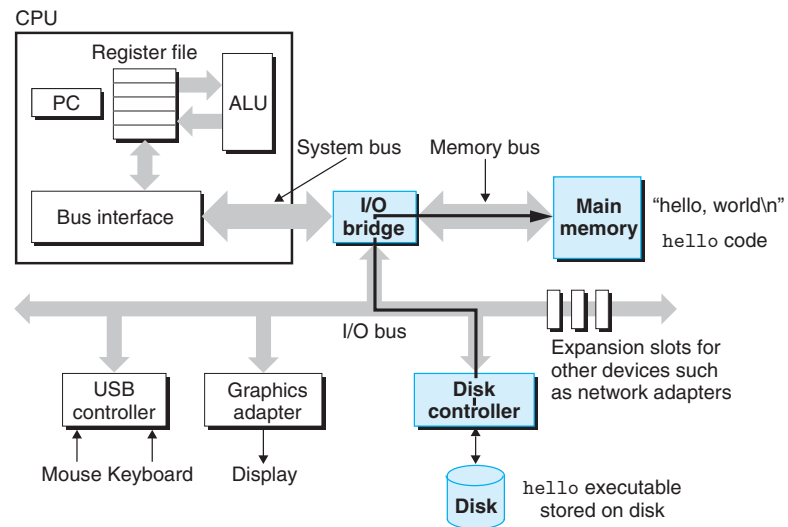 CPU
Register file
PC
ALU
System bus
Memory bus
Bus interface
I/O
bridge
Main
memory
“hello, world\n”
hello code
I/O bus
Expansion slots for
other devices such
as network adapters
USB
controller
Graphics
adapter
Disk
controller
Mouse Keyboard
Display
Disk
hello executable
stored on disk